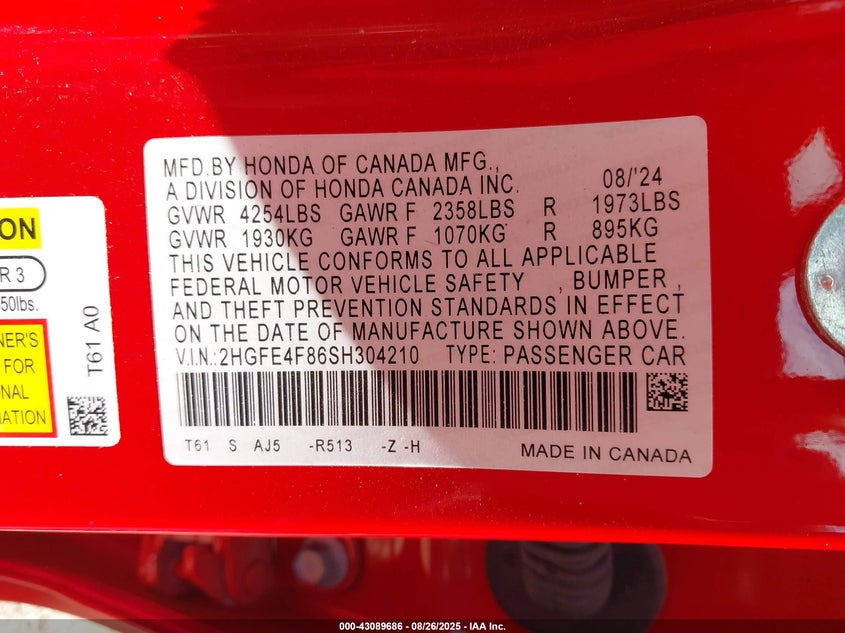 ON
R 3
50lbs.
NER'S
FOR
ONAL
MATION
T61 A0
MFD.BY HONDA OF CANADA MFG.,
A DIVISION OF HONDA CANADA INC. 08/'24
GVWR 4254LBS GAWR F 2358LBS R 1973LBS
GVWR 1930KG GAWR F 1070KG R 895KG
THIS VEHICLE CONFORMS TO ALL APPLICABLE
FEDERAL MOTOR VEHICLE SAFETY , BUMPER ,
AND THEFT PREVENTION STANDARDS IN EFFECT
ON THE DATE OF MANUFACTURE SHOWN ABOVE.
V.I.N.:2HGFE4F86SH304210 TYPE: PASSENGER CAR
T61 S AJ5 -R513 -Z -H MADE IN CANADA
000-43089686 - 08/26/2025 - IAA Inc.